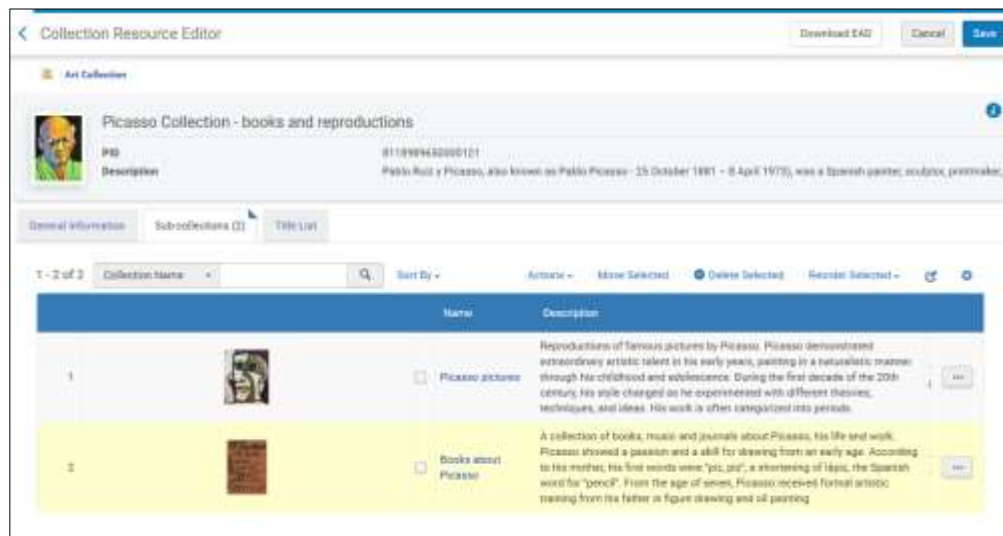 Collection Resource Editor
Download EAD
Cancel
Save
Art Collection
Picasso Collection - books and reproductions
PID
Description
Pablo Ruiz y Picasso, also known as Pablo Picasso - 25 October 1881 – 8 April 1973), was a Spanish painter, sculptor, printmaker,
General Information
Sub-collections (2)
Title List
1 - 2 of 2
Collection Name
Sort By
Actions
Move Selected
Delete Selected
Reorder Selected
Name
Description
1
Picasso pictures
Reproductions of famous pictures by Picasso. Picasso demonstrated
extraordinary artistic talent in his early years, painting in a naturalistic manner
through his childhood and adolescence. During the first decade of the 20th
century, his style changed as he experimented with different theories,
techniques, and ideas. His work is often categorized into periods.
2
Books about
Picasso
A collection of books, music and journals about Picasso, his life and work.
Picasso showed a passion and a skill for drawing from an early age. According
to his mother, his first words were "piz, piz", a shortening of lápiz, the Spanish
word for "pencil". From the age of seven, Picasso received formal artistic
training from his father in figure drawing and oil painting